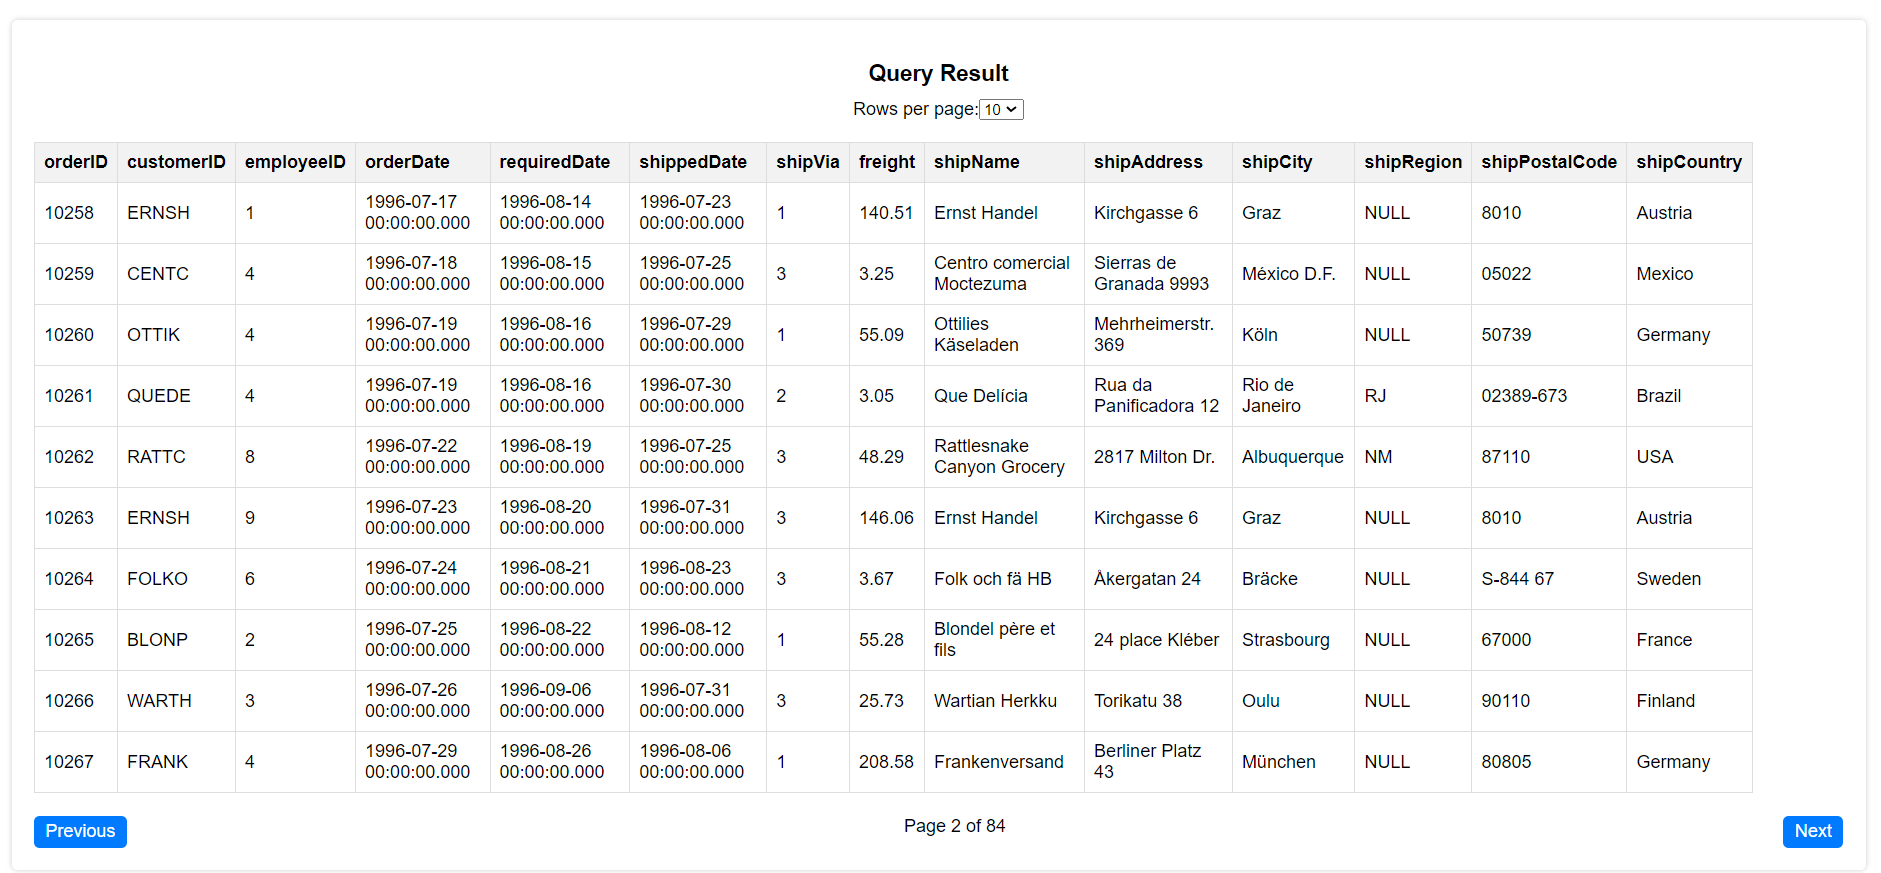 Query Result
Rows per page: 10
orderID customerID employeeID orderDate requiredDate shippedDate shipVia freight shipName shipAddress shipCity shipRegion shipPostalCode shipCountry
10258 ERNSH 1 1996-07-17 00:00:00.000 1996-08-14 00:00:00.000 1996-07-23 00:00:00.000 1 140.51 Ernst Handel Kirchgasse 6 Graz NULL 8010 Austria
10259 CENTC 4 1996-07-18 00:00:00.000 1996-08-15 00:00:00.000 1996-07-25 00:00:00.000 3 3.25 Centro comercial Moctezuma Sierras de Granada 9993 México D.F. NULL 05022 Mexico
10260 OTTIK 4 1996-07-19 00:00:00.000 1996-08-16 00:00:00.000 1996-07-29 00:00:00.000 1 55.09 Ottilies Käseladen Mehrheimerstr. 369 Köln NULL 50739 Germany
10261 QUEDE 4 1996-07-19 00:00:00.000 1996-08-16 00:00:00.000 1996-07-30 00:00:00.000 2 3.05 Que Delícia Rua da Panificadora 12 Rio de Janeiro RJ 02389-673 Brazil
10262 RATTC 8 1996-07-22 00:00:00.000 1996-08-19 00:00:00.000 1996-07-25 00:00:00.000 3 48.29 Rattlesnake Canyon Grocery 2817 Milton Dr. Albuquerque NM 87110 USA
10263 ERNSH 9 1996-07-23 00:00:00.000 1996-08-20 00:00:00.000 1996-07-31 00:00:00.000 3 146.06 Ernst Handel Kirchgasse 6 Graz NULL 8010 Austria
10264 FOLKO 6 1996-07-24 00:00:00.000 1996-08-21 00:00:00.000 1996-08-23 00:00:00.000 3 3.67 Folk och fä HB Åkergatan 24 Bräcke NULL S-844 67 Sweden
10265 BLONP 2 1996-07-25 00:00:00.000 1996-08-22 00:00:00.000 1996-08-12 00:00:00.000 1 55.28 Blondel père et fils 24 place Kléber Strasbourg NULL 67000 France
10266 WARTH 3 1996-07-26 00:00:00.000 1996-09-06 00:00:00.000 1996-07-31 00:00:00.000 3 25.73 Wartian Herkku Torikatu 38 Oulu NULL 90110 Finland
10267 FRANK 4 1996-07-29 00:00:00.000 1996-08-26 00:00:00.000 1996-08-06 00:00:00.000 1 208.58 Frankenversand Berliner Platz 43 München NULL 80805 Germany
Previous Page 2 of 84 Next